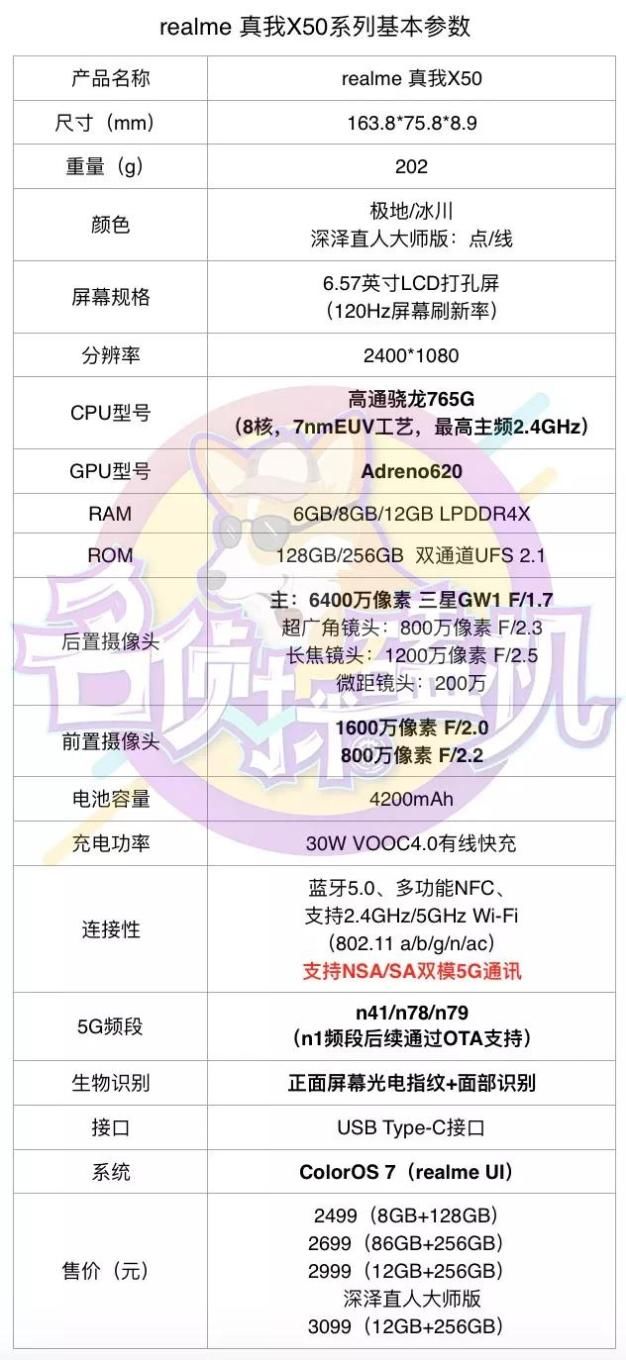 realme 真我X50系列基本参数
产品名称
realme 真我X50
尺寸（mm）
163.8*75.8*8.9
重量（g）
202
颜色
极地/冰川
深泽直人大师版：点/线
屏幕规格
6.57英寸LCD打孔屏
（120Hz屏幕刷新率）
分辨率
2400*1080
CPU型号
高通骁龙765G
（8核，7nmEUV工艺，最高主频2.4GHz）
GPU型号
Adreno620
RAM
6GB/8GB/12GB LPDDR4X
ROM
128GB/256GB 双通道UFS 2.1
后置摄像头
主：6400万像素 三星GW1 F/1.7
超广角镜头：800万像素 F/2.3
长焦镜头：1200万像素 F/2.5
微距镜头：200万
前置摄像头
1600万像素 F/2.0
800万像素 F/2.2
电池容量
4200mAh
充电功率
30W VOOC4.0有线快充
连接性
蓝牙5.0、多功能NFC、
支持2.4GHz/5GHz Wi-Fi
（802.11 a/b/g/n/ac）
支持NSA/SA双模5G通讯
5G频段
n41/n78/n79
（n1频段后续通过OTA支持）
生物识别
正面屏幕光电指纹+面部识别
接口
USB Type-C接口
系统
ColorOS 7（realme UI）
售价（元）
2499（8GB+128GB）
2699（86GB+256GB）
2999（12GB+256GB）
深泽直人大师版
3099（12GB+256GB）
名侦探机